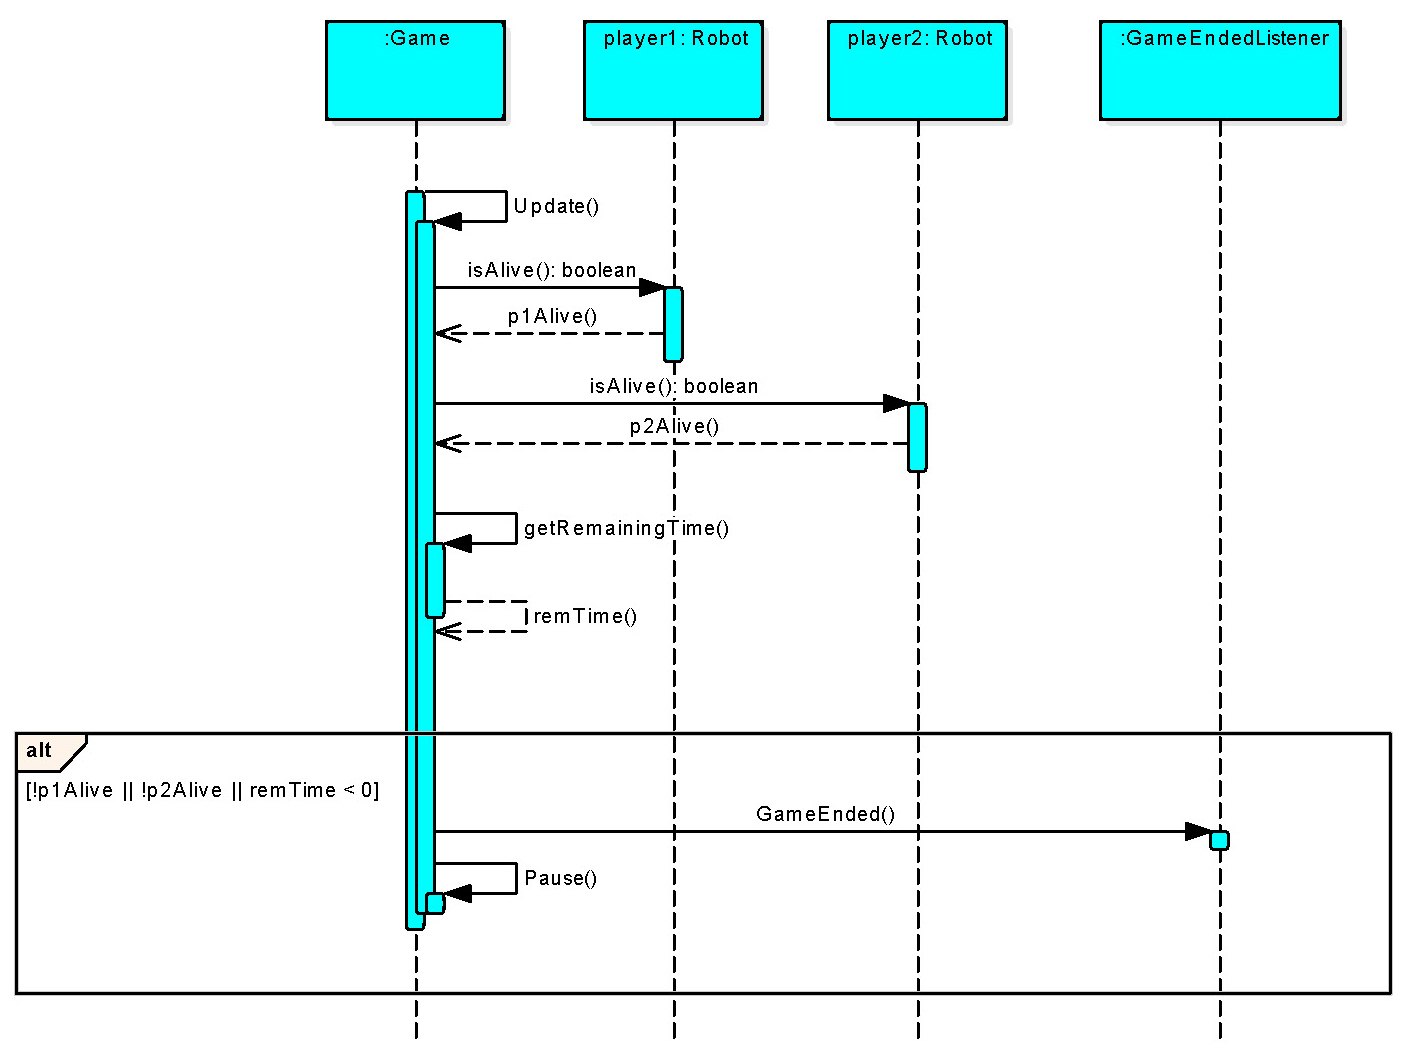 :Game
player1: Robot
player2: Robot
:GameEndedListener
Update()
isAlive(): boolean
p1Alive()
isAlive(): boolean
p2Alive()
getRemainingTime()
remTime()
alt
[!p1Alive || !p2Alive || remTime < 0]
GameEnded()
Pause()